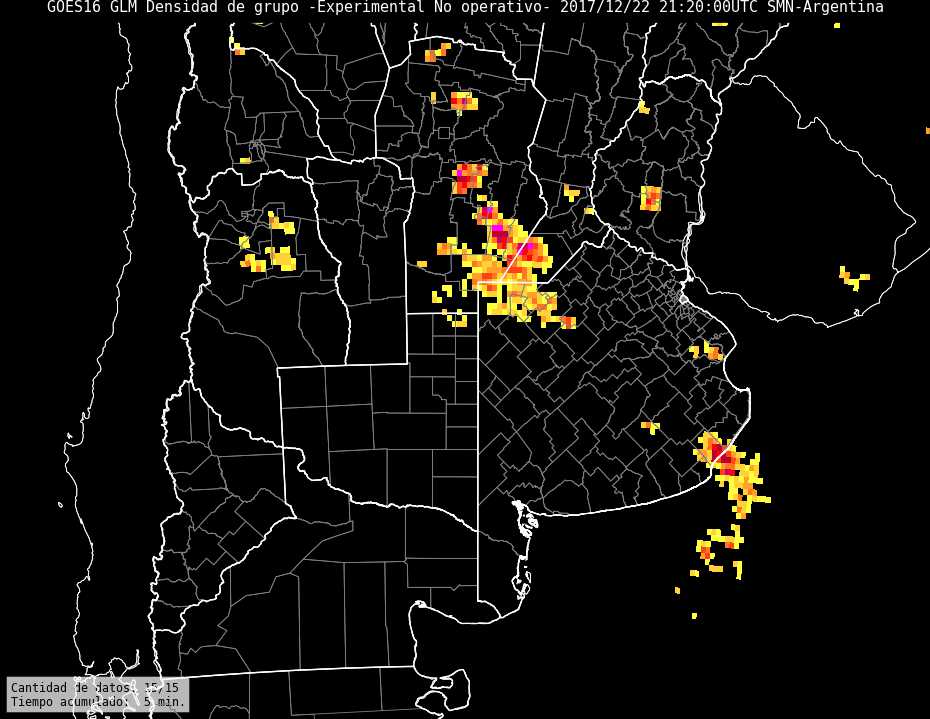 GOES16 GLM Densidad de grupo -Experimental No operativo- 2017/12/22 21:20:00UTC SMN-Argentina
Cantidad de datos: 15/15
Tiempo acumulado: 5 min.